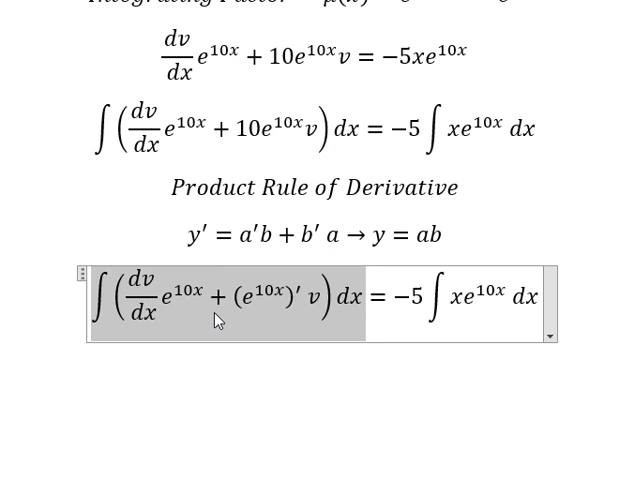 dv/dx e^{10x} + 10e^{10x}v = −5xe^{10x}
∫(dv/dx e^{10x} + 10e^{10x}v)dx = −5∫xe^{10x} dx
Product Rule of Derivative
y′ = a′b + b′ a → y = ab
∫(dv/dx e^{10x} + (e^{10x})′ v)dx = −5∫xe^{10x} dx